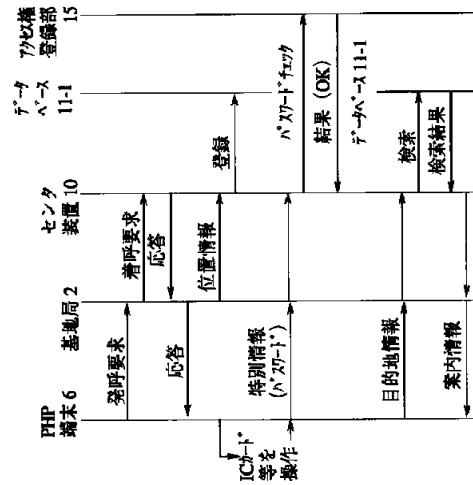 PHP
端末 6
基地局 2
センタ
装置 10
データ
ベース
11-1
アクセス権
登録部
15
発呼要求
着呼要求
応答
応答
位置情報
登録
ICカード
等を
操作
特別情報
(パスワード)
パスワードチェック
結果 (OK)
データベース 11-1
目的地情報
検索
検索結果
案内情報